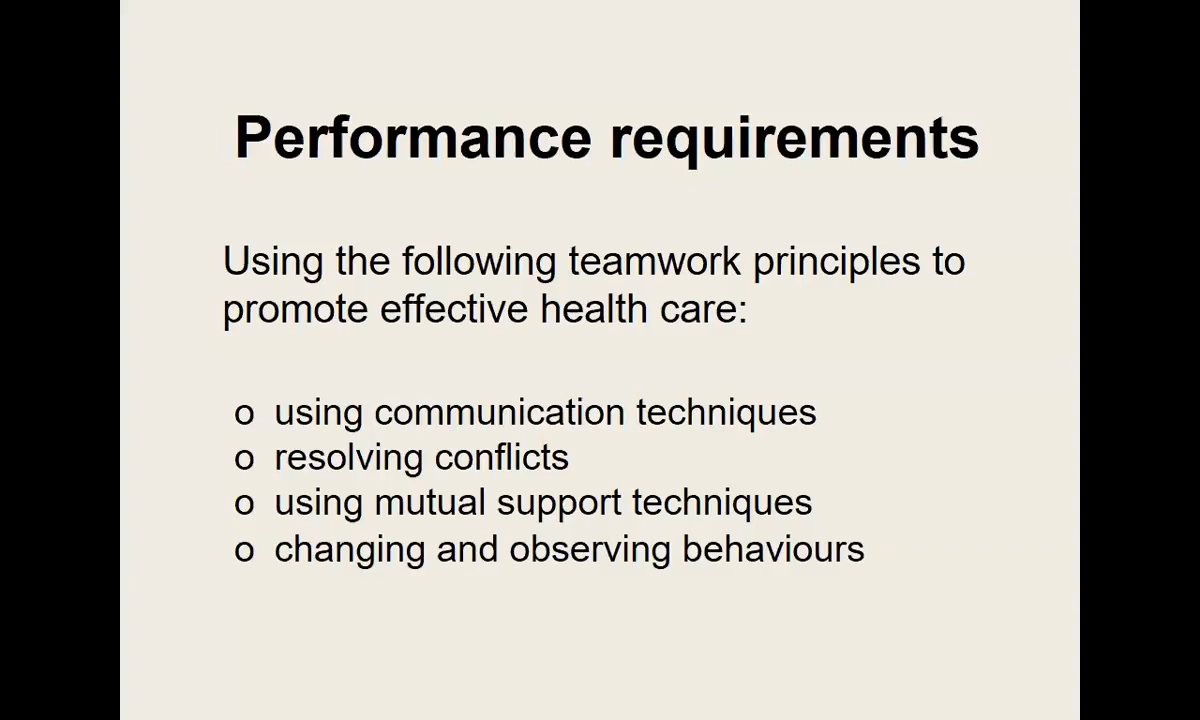 Performance requirements
Using the following teamwork principles to
promote effective health care:
o using communication techniques
o resolving conflicts
o using mutual support techniques
o changing and observing behaviours